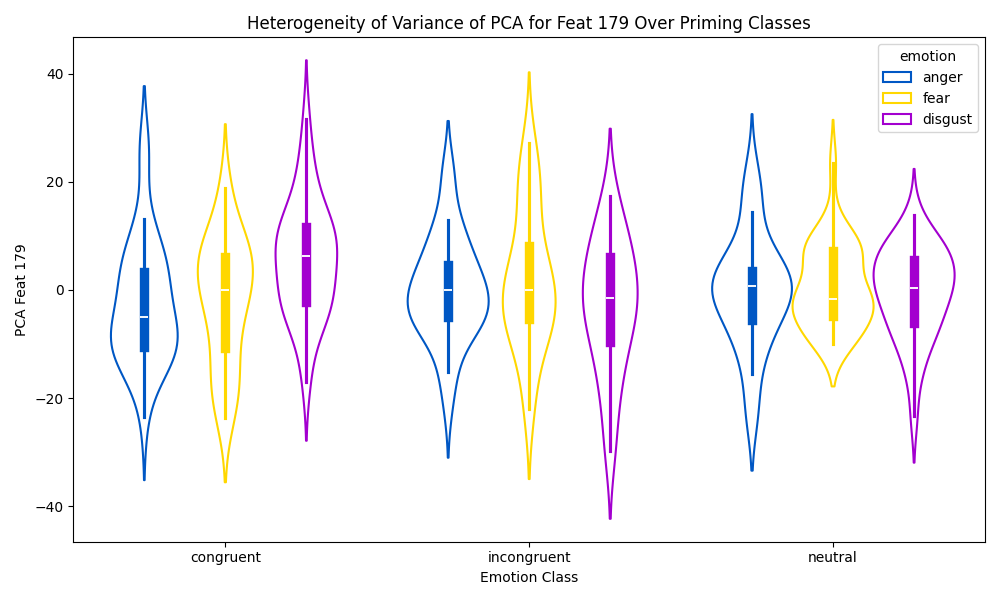 Heterogeneity of Variance of PCA for Feat 179 Over Priming Classes
emotion
anger
fear
disgust
PCA Feat 179
40
20
0
−20
−40
congruent
incongruent
neutral
Emotion Class